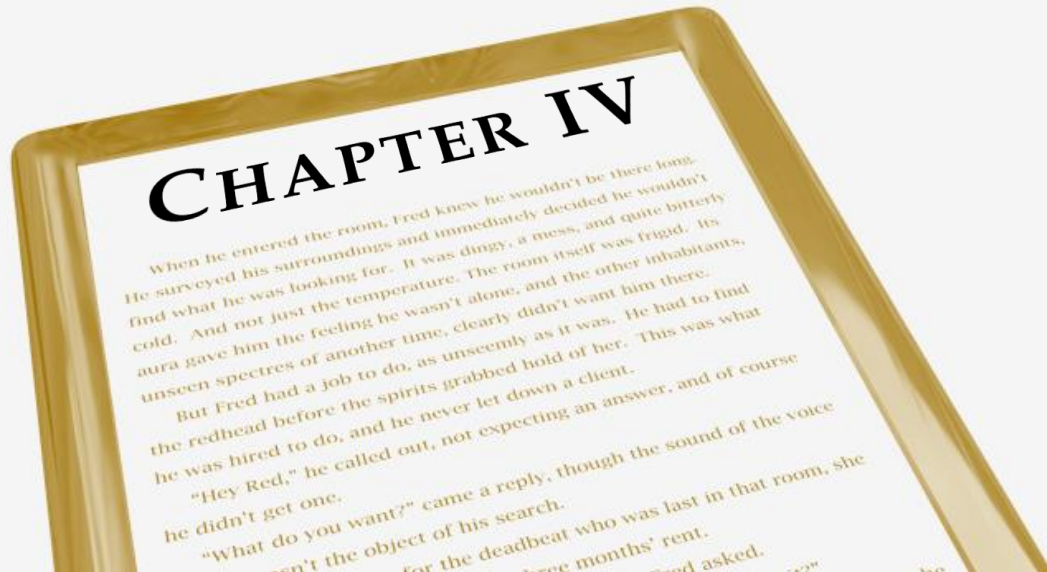 CHAPTER IV
When he entered the room, Fred knew he wouldn't be there long.
He surveyed his surroundings and immediately decided he wouldn't
find what he was looking for. It was dingy, a mess, and quite bitterly
cold. And not just the temperature. The room itself was frigid. Its
aura gave him the feeling he wasn't alone, and the other inhabitants,
unseen spectres of another time, clearly didn't want him there.
But Fred had a job to do, as unseemly as it was. He had to find
the redhead before the spirits grabbed hold of her. This was what
he was hired to do, and he never let down a client.
"Hey Red," he called out, not expecting an answer, and of course
he didn't get one.
"What do you want?" came a reply, though the sound of the voice
the object of his search.
for the deadbeat who was last in that room, she
months' rent.
asked.